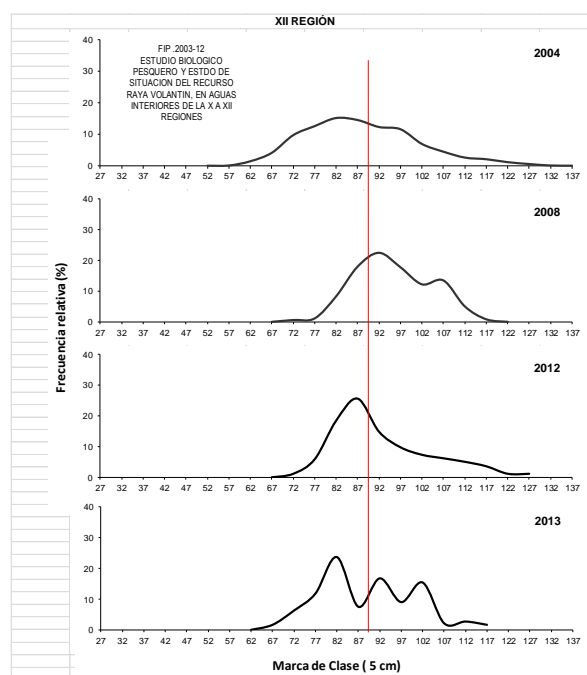 XII REGIÓN
FIP .2003-12
ESTUDIO BIOLOGICO
PESQUERO Y ESTDO DE
SITUACION DEL RECURSO
RAYA VOLANTIN, EN AGUAS
INTERIORES DE LA X A XII
REGIONES
2004
40
30
20
10
0
27 32 37 42 47 52 57 62 67 72 77 82 87 92 97 102 107 112 117 122 127 132 137
2008
40
30
20
10
0
27 32 37 42 47 52 57 62 67 72 77 82 87 92 97 102 107 112 117 122 127 132 137
Frecuencia relativa (%)
2012
40
30
20
10
0
27 32 37 42 47 52 57 62 67 72 77 82 87 92 97 102 107 112 117 122 127 132 137
2013
40
30
20
10
0
27 32 37 42 47 52 57 62 67 72 77 82 87 92 97 102 107 112 117 122 127 132 137
Marca de Clase ( 5 cm)